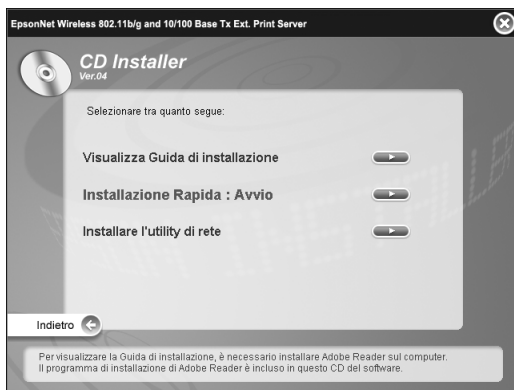 EpsonNet Wireless 802.11b/g and 10/100 Base Tx Ext. Print Server
CD Installer
Ver.04
Selezionare tra quanto segue:
Visualizza Guida di installazione
Installazione Rapida : Avvio
Installare l'utility di rete
Indietro
Per visualizzare la Guida di installazione, è necessario installare Adobe Reader sul computer.
Il programma di installazione di Adobe Reader è incluso in questo CD del software.